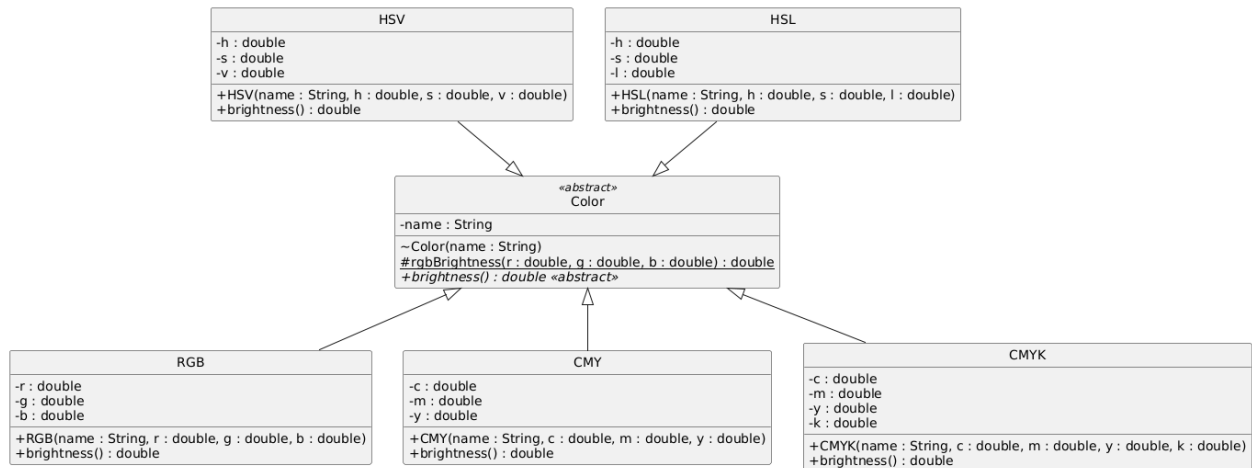 HSV
-h : double
-s : double
-v : double
+HSV(name : String, h : double, s : double, v : double)
+brightness() : double
HSL
-h : double
-s : double
-l : double
+HSL(name : String, h : double, s : double, l : double)
+brightness() : double
«abstract»
Color
-name : String
~Color(name : String)
#rgbBrightness(r : double, g : double, b : double) : double
+brightness() : double «abstract»
RGB
-r : double
-g : double
-b : double
+RGB(name : String, r : double, g : double, b : double)
+brightness() : double
CMY
-c : double
-m : double
-y : double
+CMY(name : String, c : double, m : double, y : double)
+brightness() : double
CMYK
-c : double
-m : double
-y : double
-k : double
+CMYK(name : String, c : double, m : double, y : double, k : double)
+brightness() : double